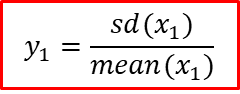 y₁ = sd(x₁) / mean(x₁)